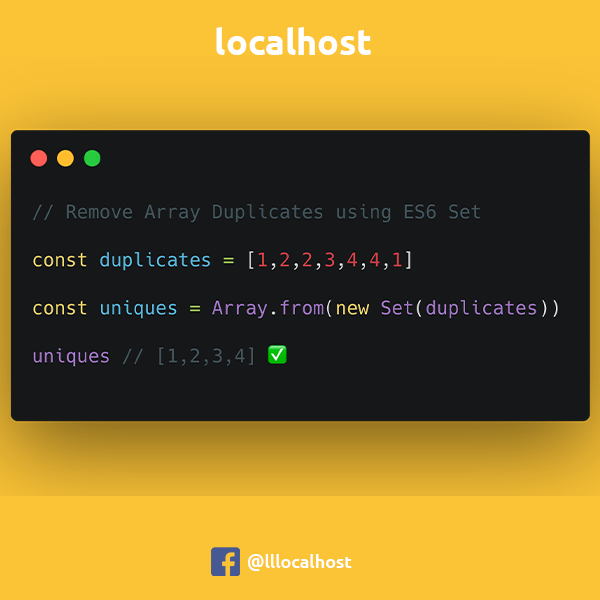 localhost
// Remove Array Duplicates using ES6 Set
const duplicates = [1,2,2,3,4,4,1]
const uniques = Array.from(new Set(duplicates))
uniques // [1,2,3,4] ✅
@lllocalhost